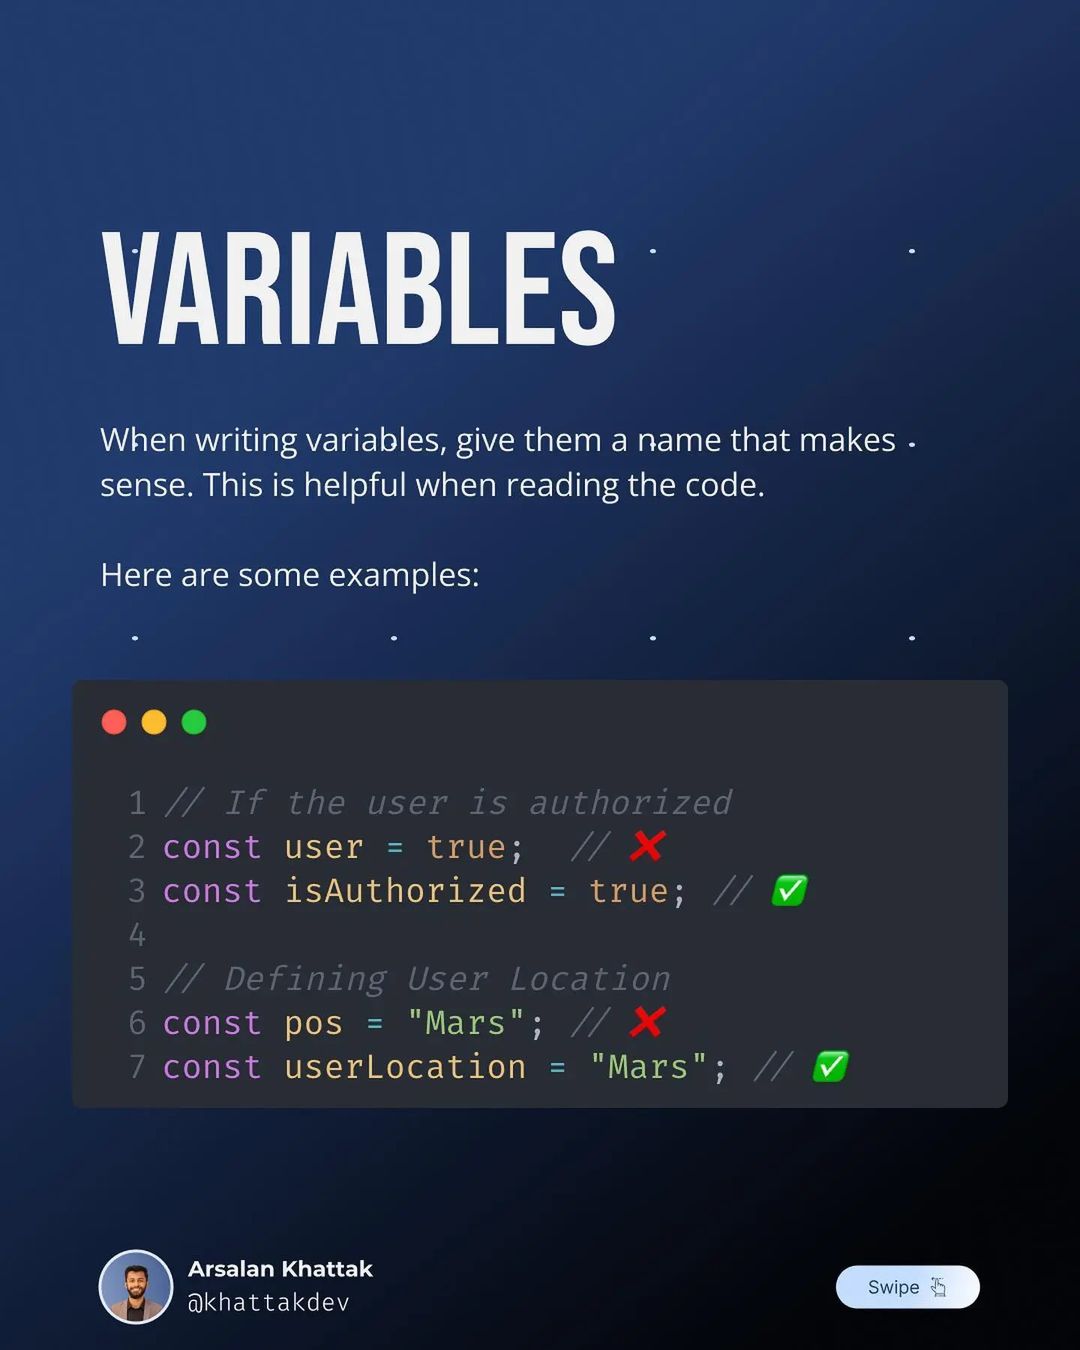 VARIABLES
When writing variables, give them a name that makes
sense. This is helpful when reading the code.
Here are some examples:
1 // If the user is authorized
2 const user = true;  // ❌
3 const isAuthorized = true; // ✅
4
5 // Defining User Location
6 const pos = "Mars"; // ❌
7 const userLocation = "Mars"; // ✅
Arsalan Khattak
@khattakdev
Swipe